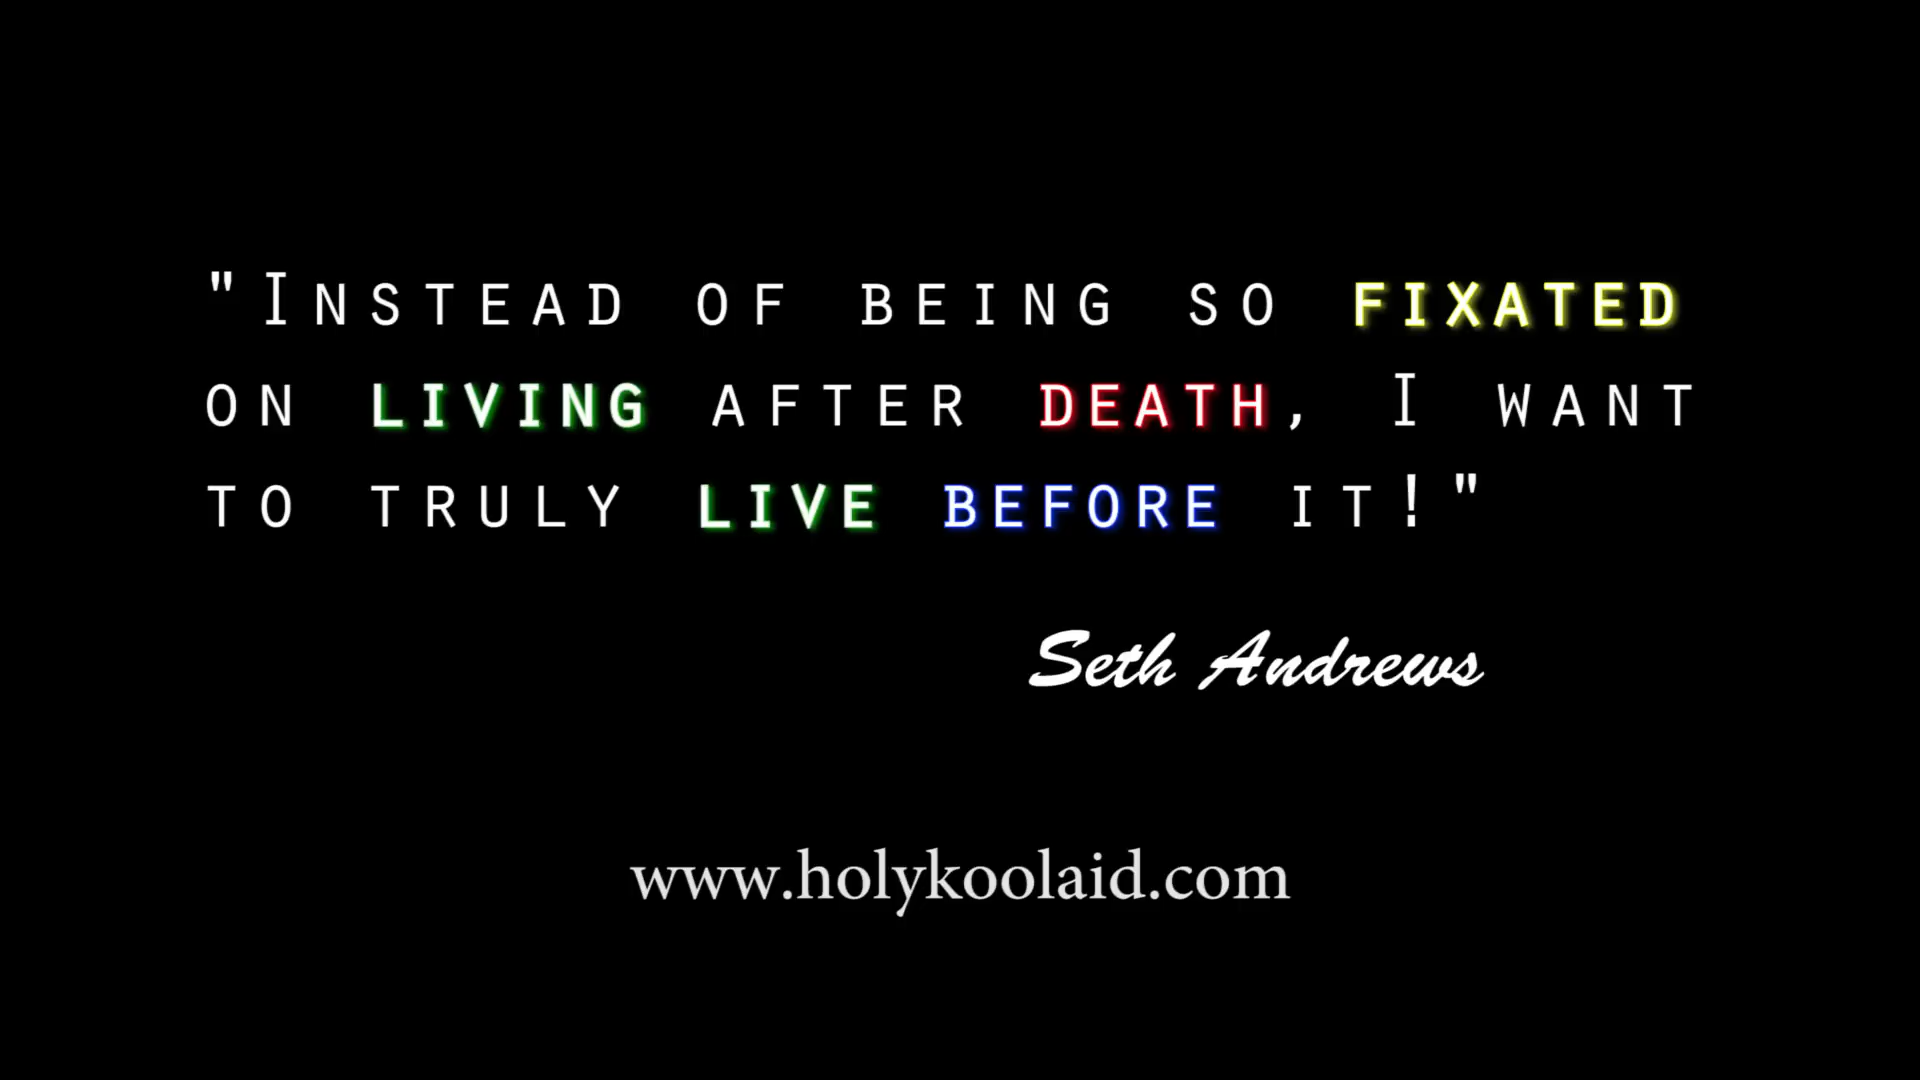 "Instead of being so fixated
on living after death, I want
to truly live before it!"
Seth Andrews
www.holykoolaid.com